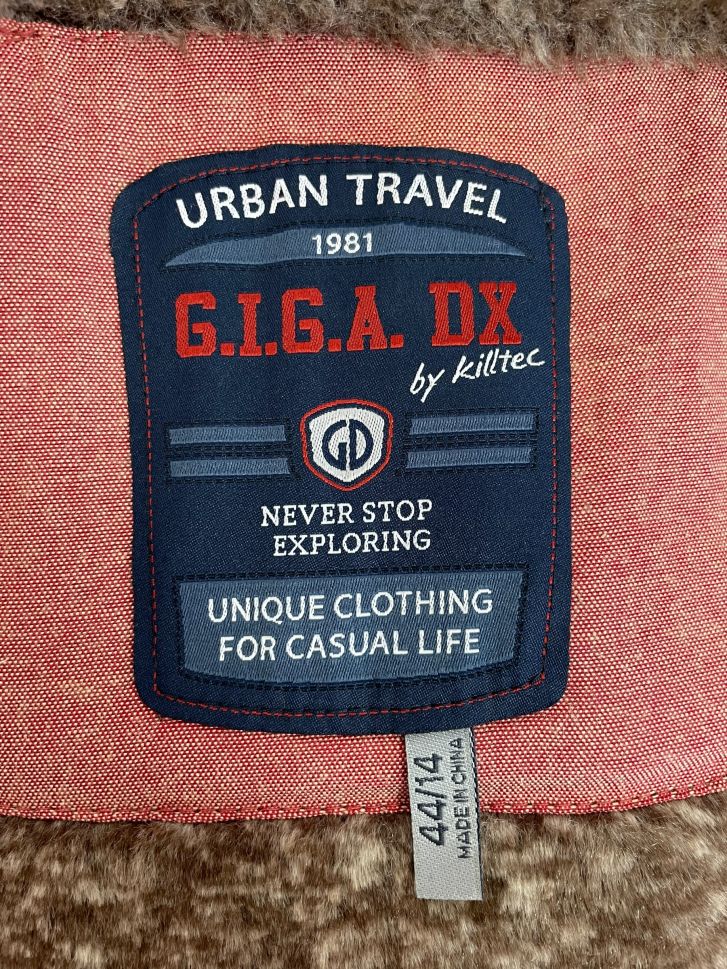 URBAN TRAVEL
1981
G.I.G.A. DX
by killtec
GD
NEVER STOP
EXPLORING
UNIQUE CLOTHING
FOR CASUAL LIFE
44/14
MADE IN CHINA